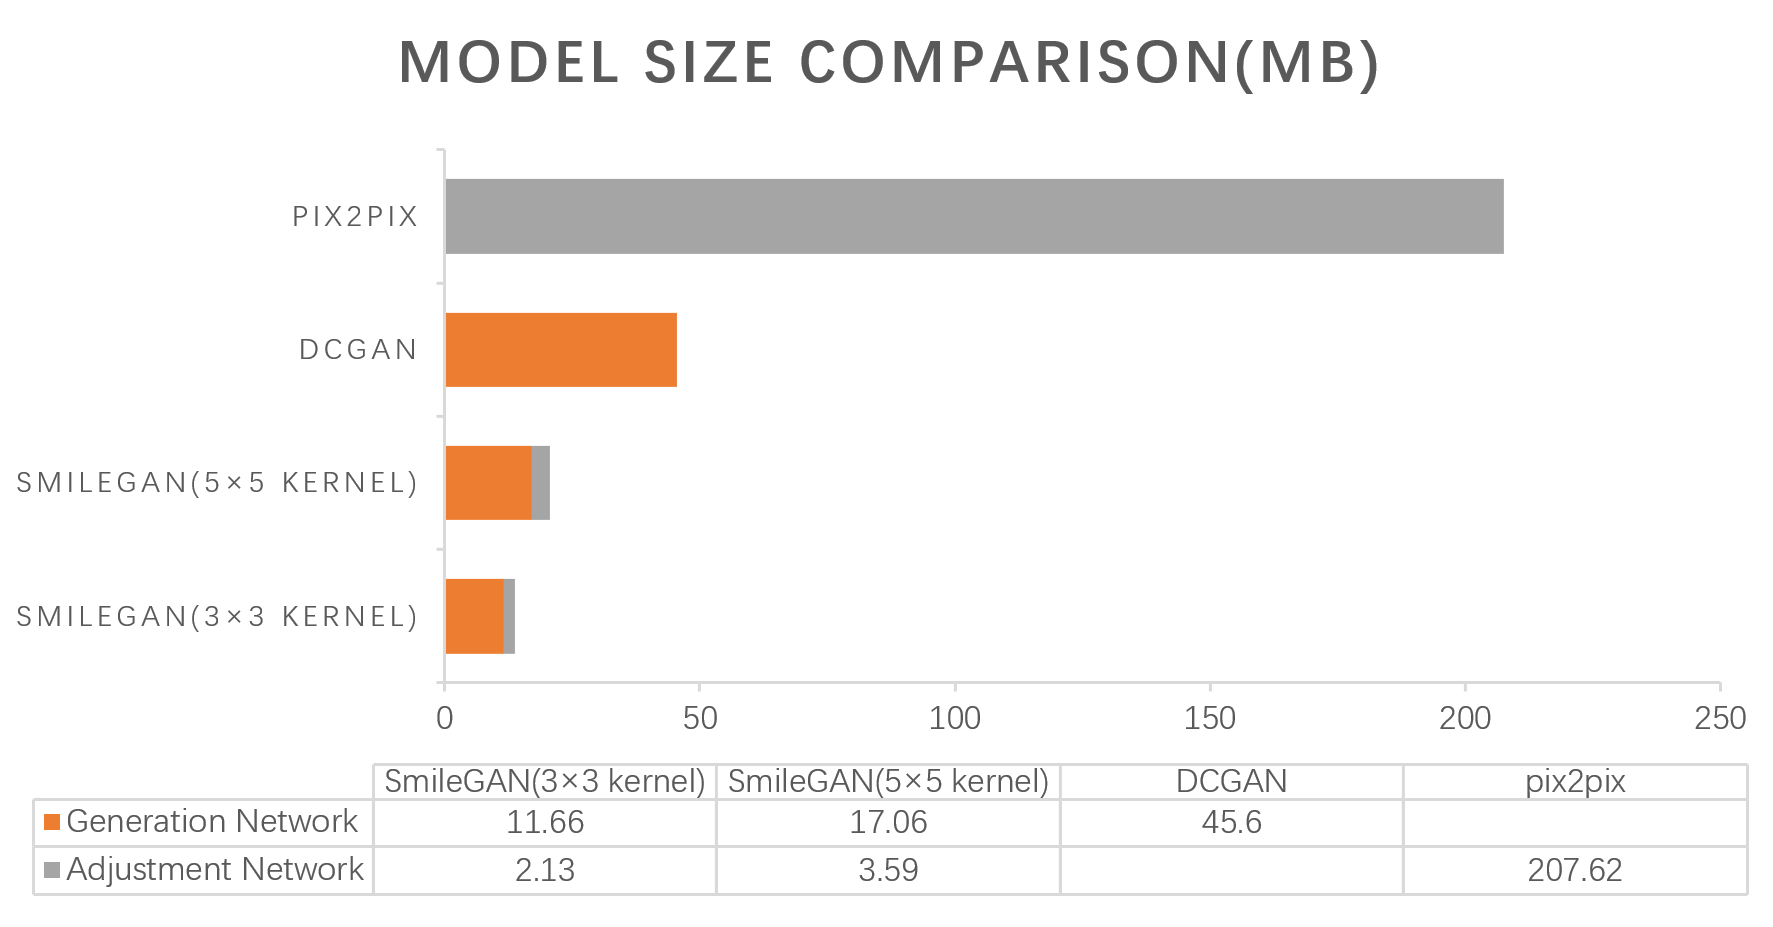 MODEL SIZE COMPARISON(MB)
PIX2PIX
DCGAN
SMILEGAN(5×5 KERNEL)
SMILEGAN(3×3 KERNEL)
0 50 100 150 200 250
SmileGAN(3×3 kernel) SmileGAN(5×5 kernel) DCGAN pix2pix
Generation Network 11.66 17.06 45.6
Adjustment Network 2.13 3.59 207.62